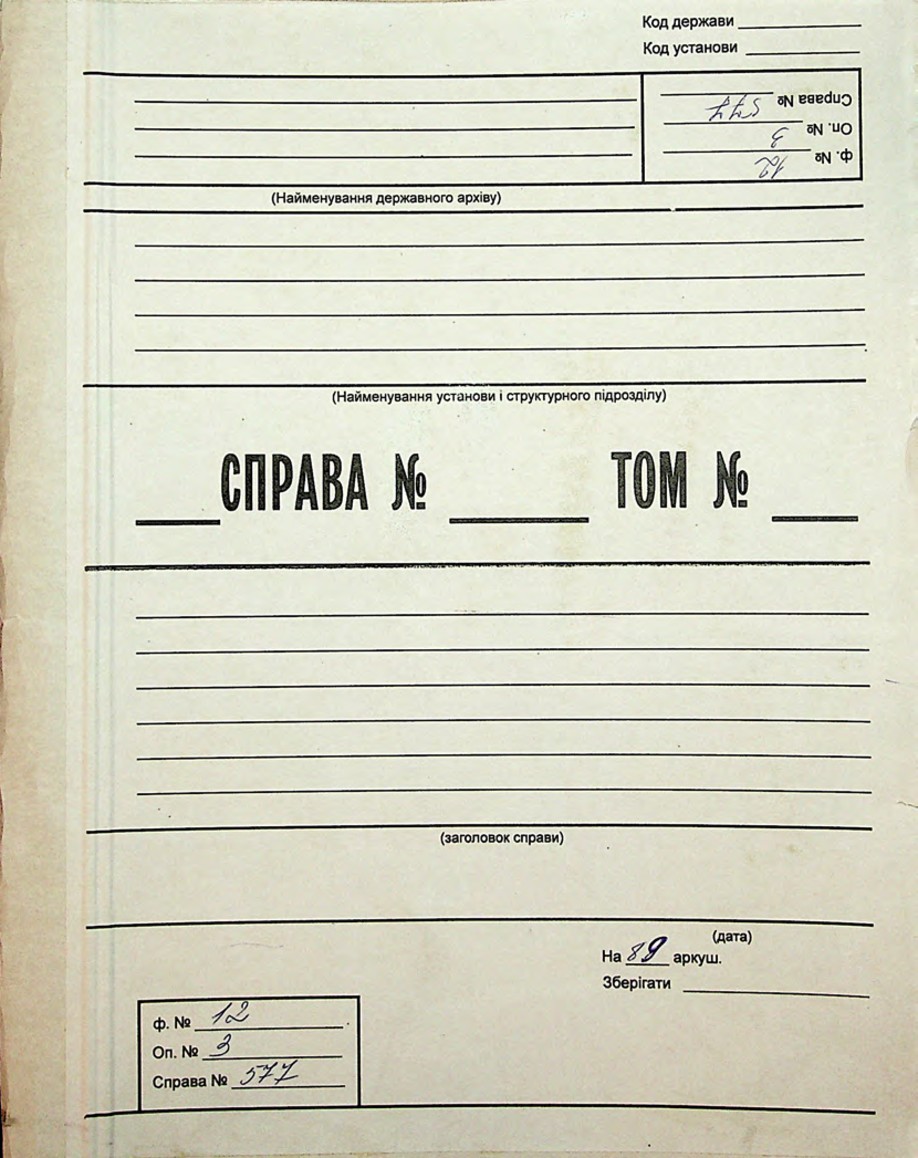 Код держави
Код установи
Справа № 577
Оп. № 3
ф. № 12
(Найменування державного архіву)
(Найменування установи і структурного підрозділу)
СПРАВА № ТОМ №
(заголовок справи)
(дата)
На 89 аркуш.
Зберігати
ф. № 12
Оп. № 3
Справа № 577